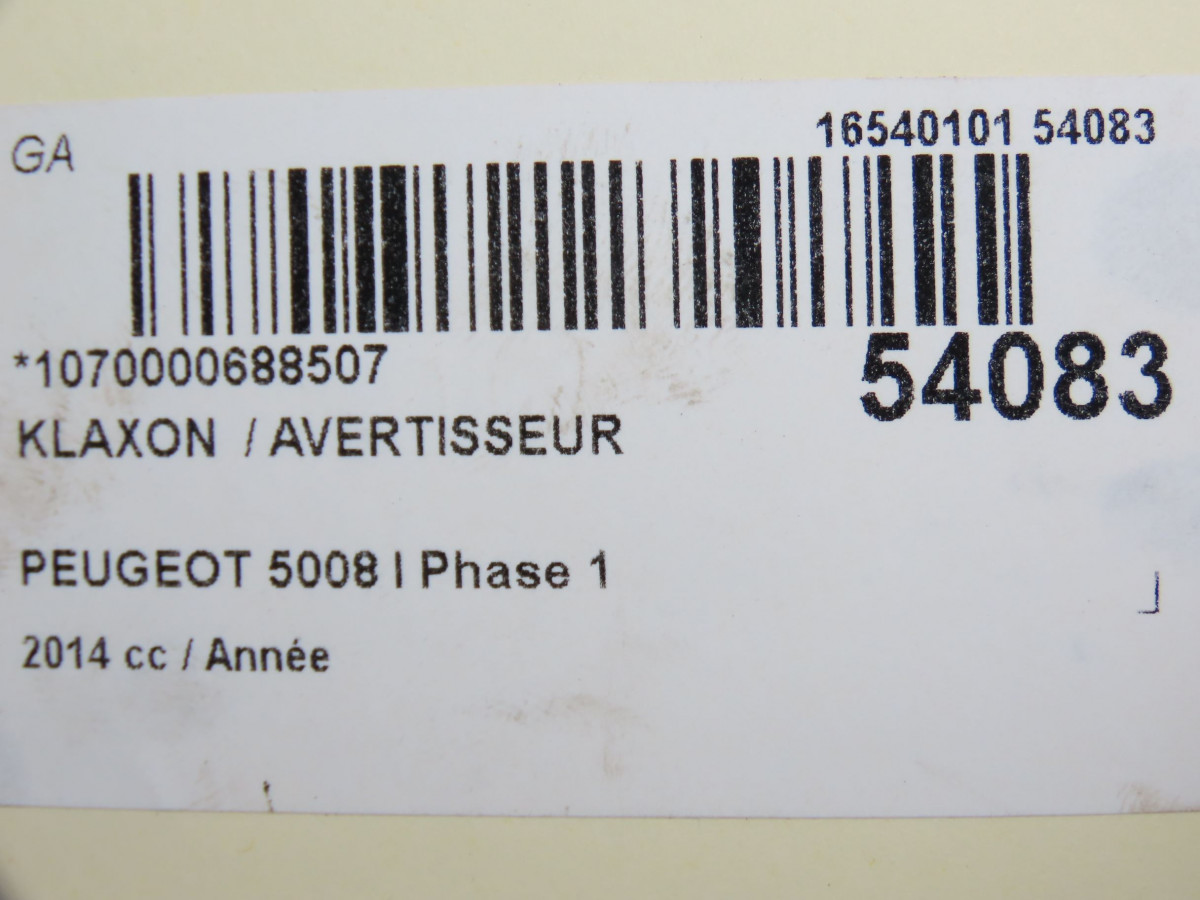 GA
16540101 54083
*1070000688507
54083
KLAXON / AVERTISSEUR
PEUGEOT 5008 I Phase 1
2014 cc / Année